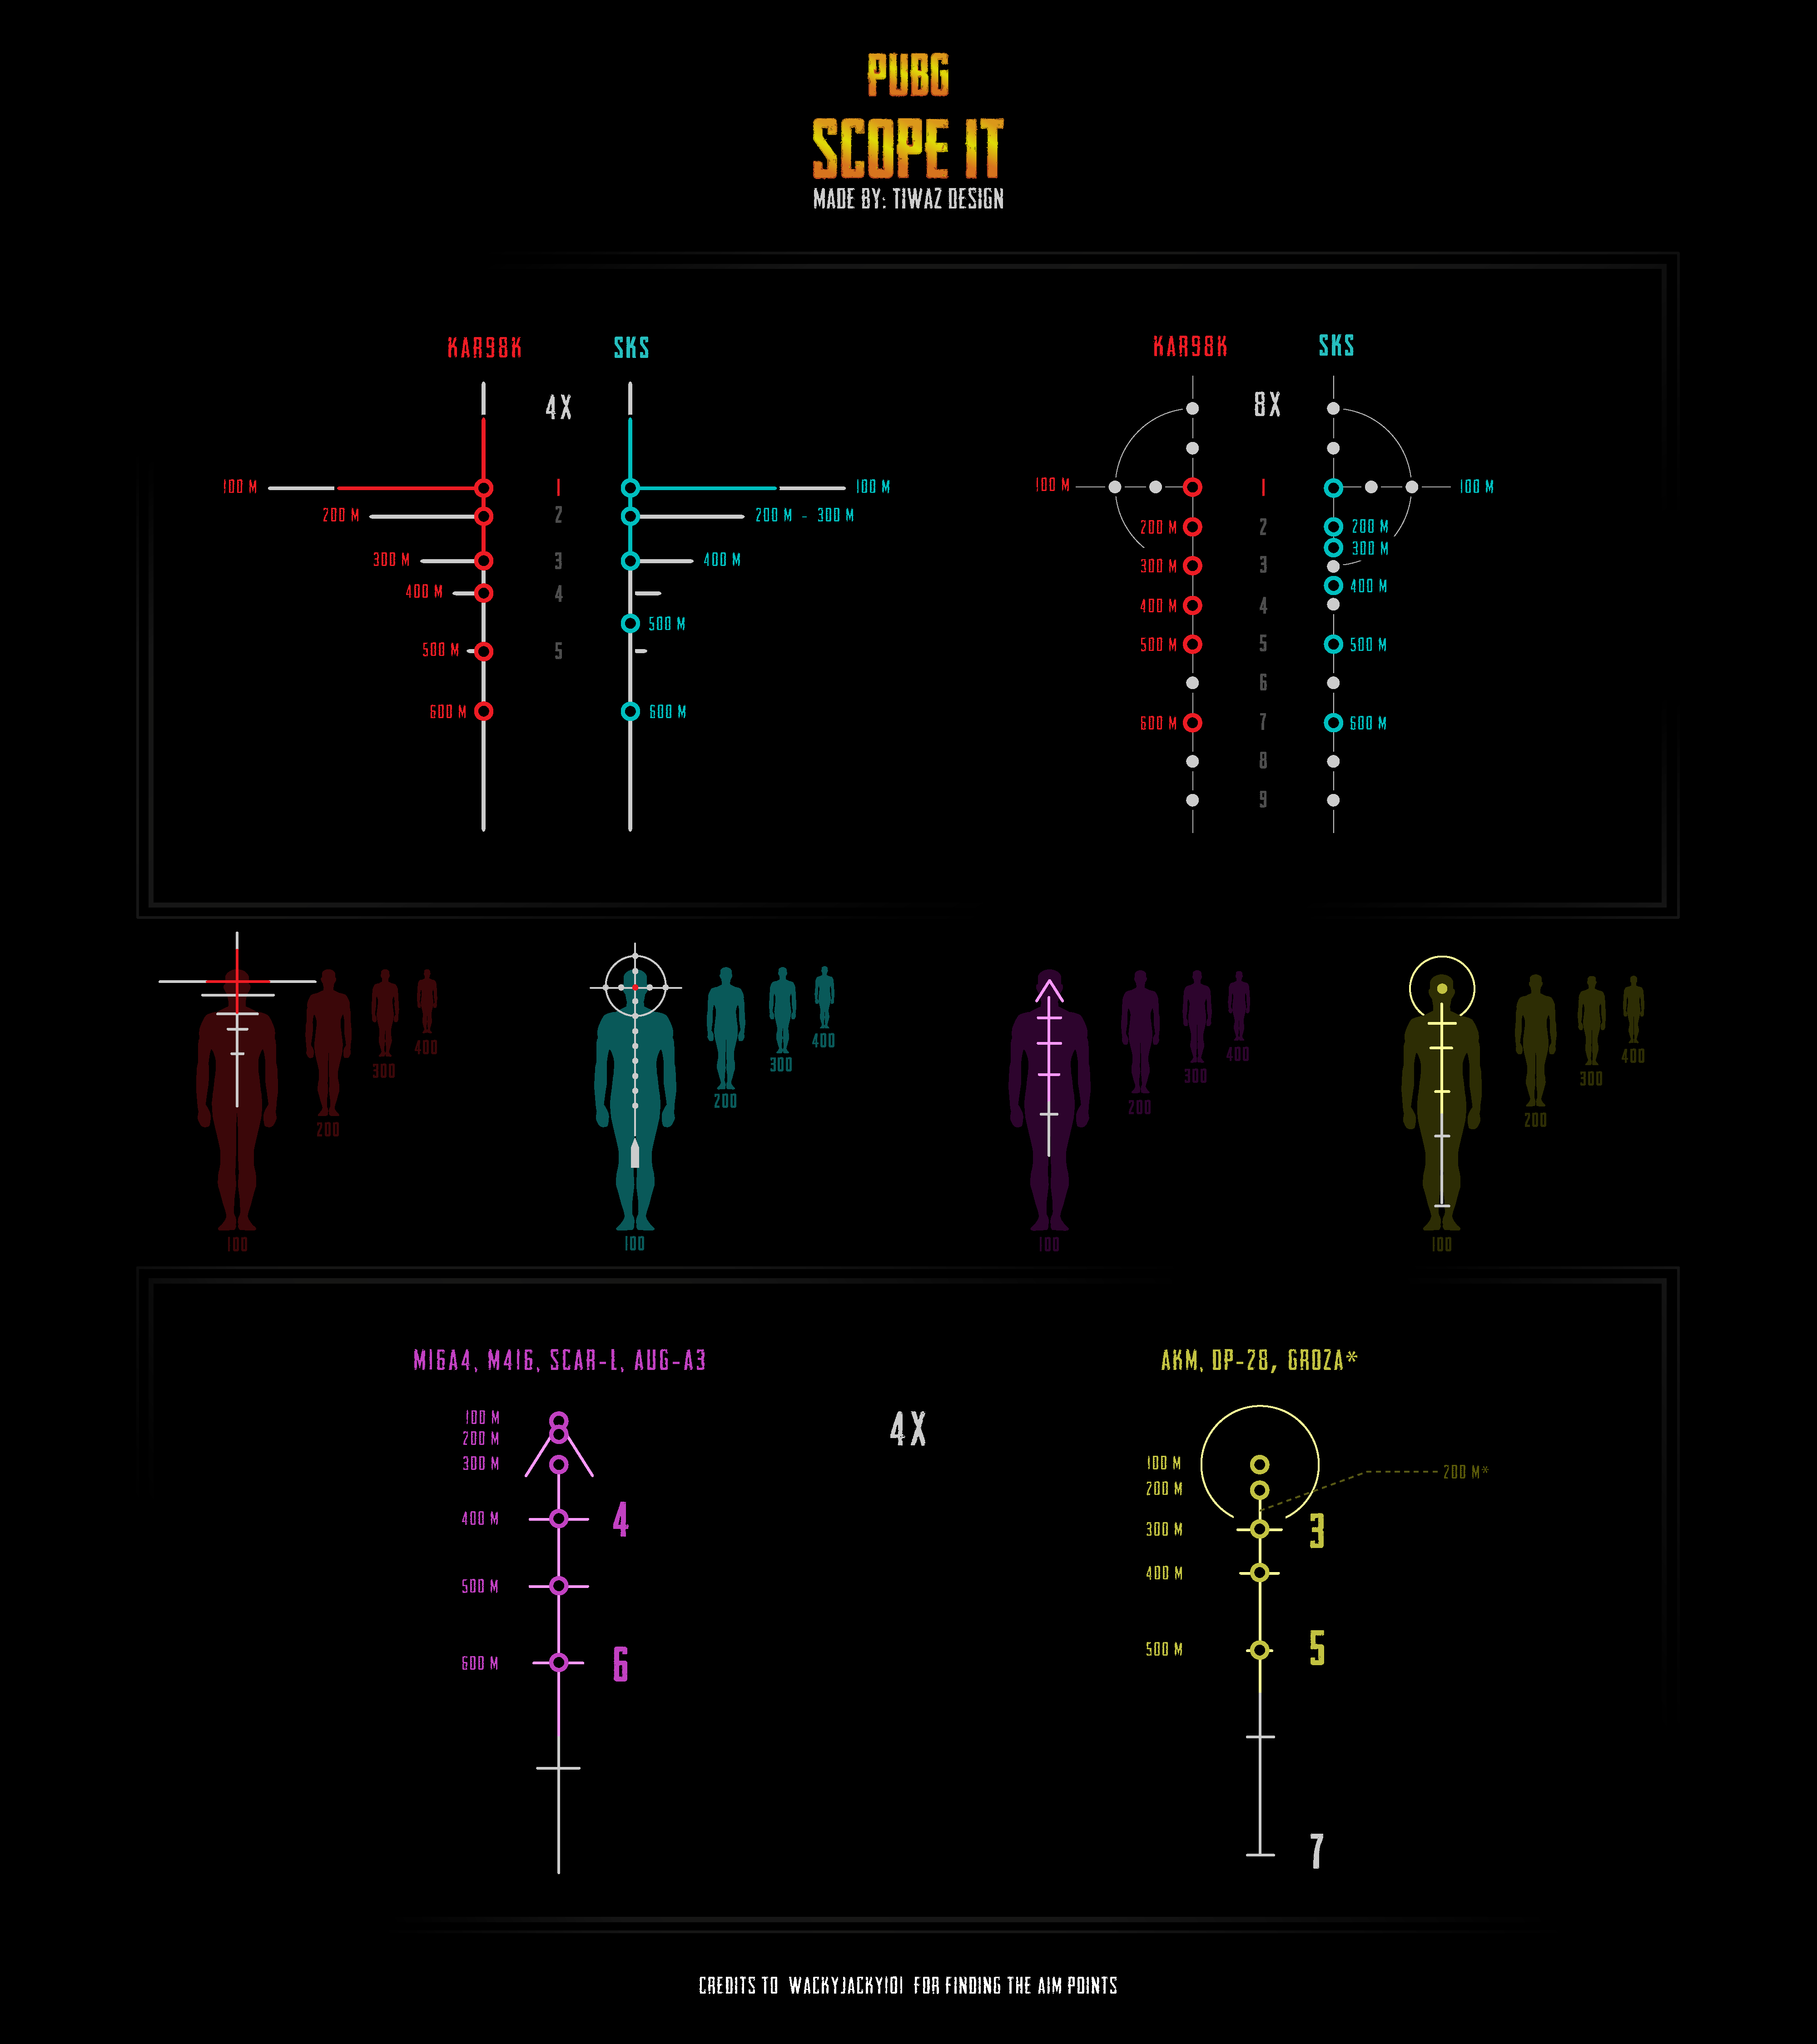 PUBG
SCOPE IT
MADE BY: TIWAZ DESIGN
KAR98K
SKS
4X
100 M
1
100 M
200 M
2
200 M - 300 M
300 M
3
400 M
400 M
4
500 M
500 M
5
600 M
600 M
KAR98K
SKS
8X
100 M
1
100 M
200 M
2
200 M
300 M
300 M
3
400 M
400 M
4
500 M
5
500 M
6
600 M
7
600 M
8
9
400
300
200
100
400
300
200
100
400
300
200
100
400
300
200
100
M16A4, M416, SCAR-L, AUG-A3
100 M
200 M
300 M
400 M
4
500 M
600 M
6
4X
AKM, DP-28, GROZA*
100 M
200 M*
200 M
300 M
3
400 M
500 M
5
7
CREDITS TO WACKYJACKY101 FOR FINDING THE AIM POINTS